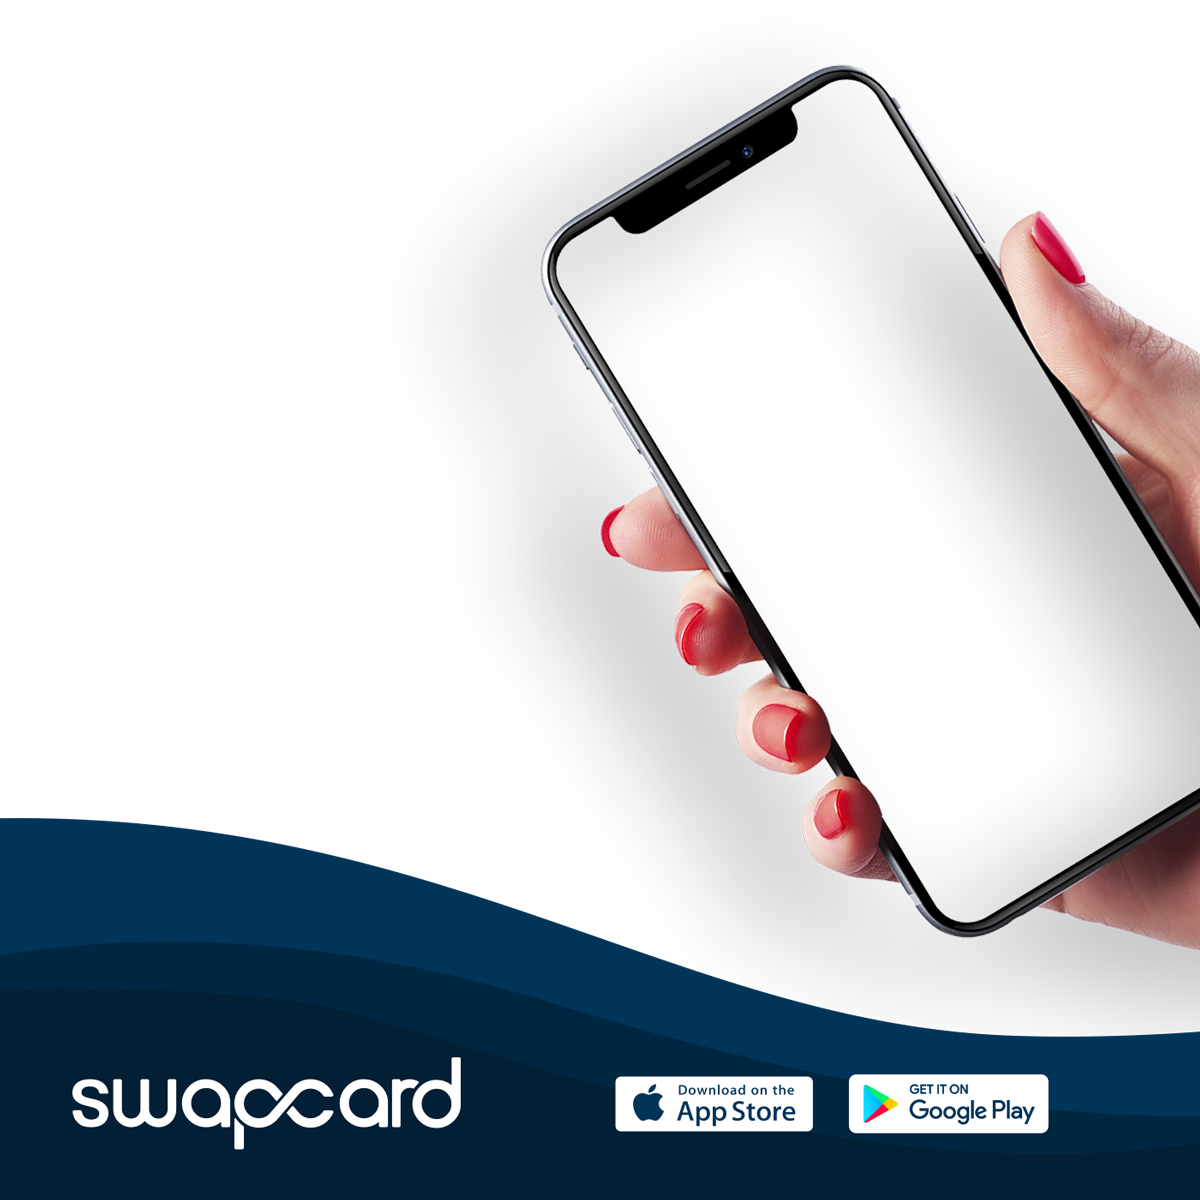 swapcard
Download on the
App Store
GET IT ON
Google Play